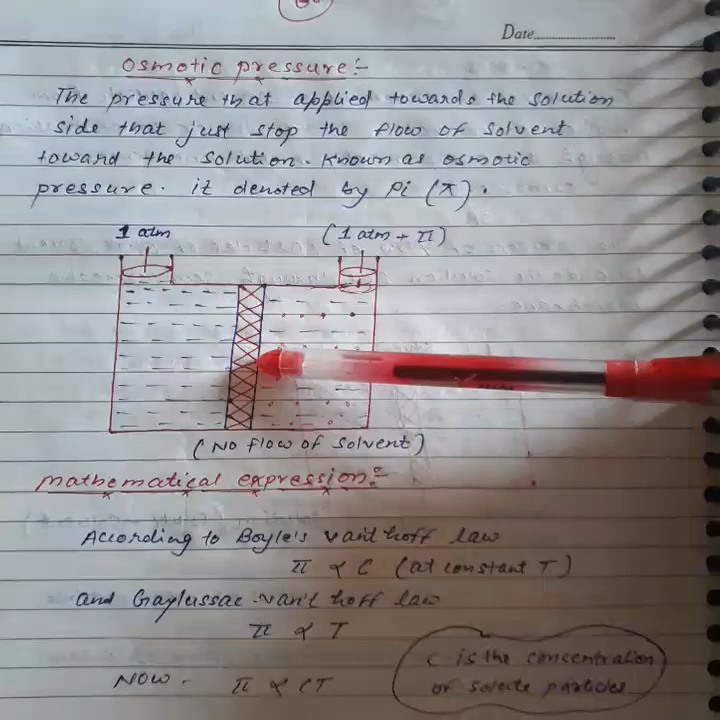 Date
Osmotic pressure:-
The pressure that applied towards the solution
side that just stop the flow of solvent
toward the solution. Known as osmotic
pressure. it denoted by Pi (π).
1 atm (1 atm + π)
(No flow of solvent)
Mathematical expression:-
According to Boyle's van't hoff law
π ∝ C (at constant T)
and Gaylussac van't hoff law
π ∝ T
C is the concentration
of solute particles
NOW - π ∝ CT